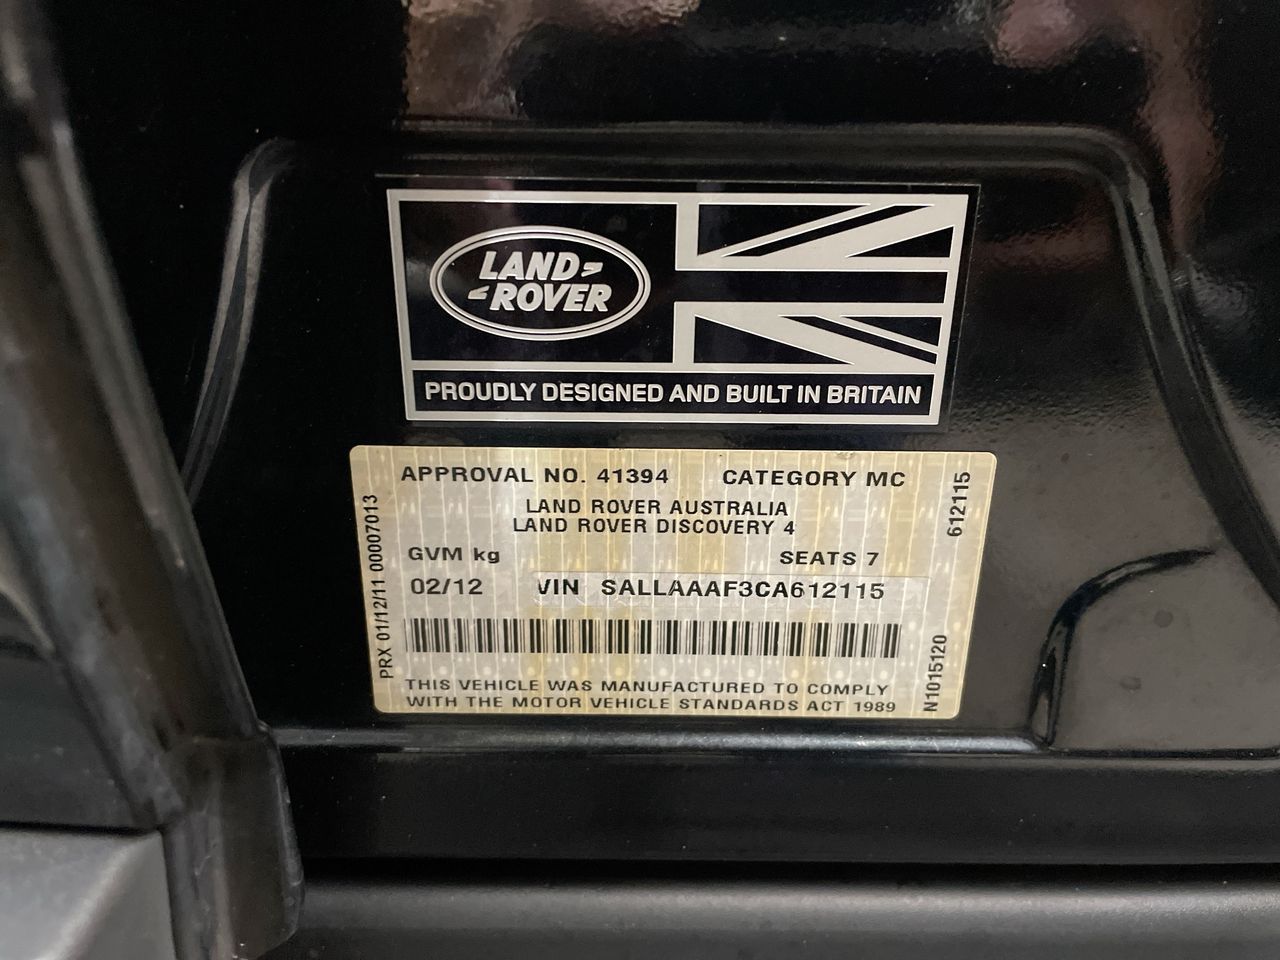 LAND
ROVER
PROUDLY DESIGNED AND BUILT IN BRITAIN
APPROVAL NO. 41394 CATEGORY MC
LAND ROVER AUSTRALIA
LAND ROVER DISCOVERY 4
GVM kg SEATS 7
02/12 VIN SALLAAAF3CA612115
THIS VEHICLE WAS MANUFACTURED TO COMPLY
WITH THE MOTOR VEHICLE STANDARDS ACT 1989
PRX 01/12/11 00007013
612115
N1015120